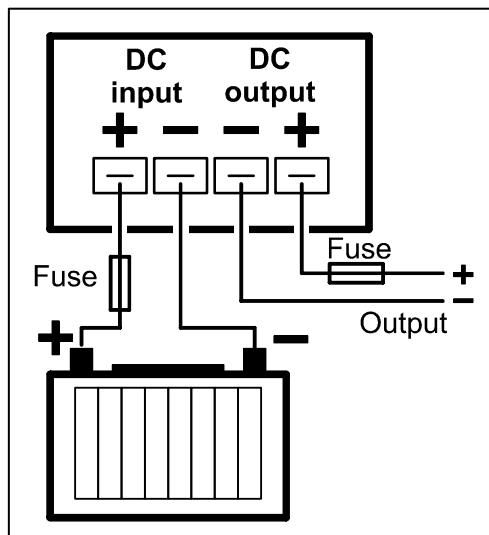 DC DC
input output
+ − − +
Fuse
Fuse
+
−
Output
+ −